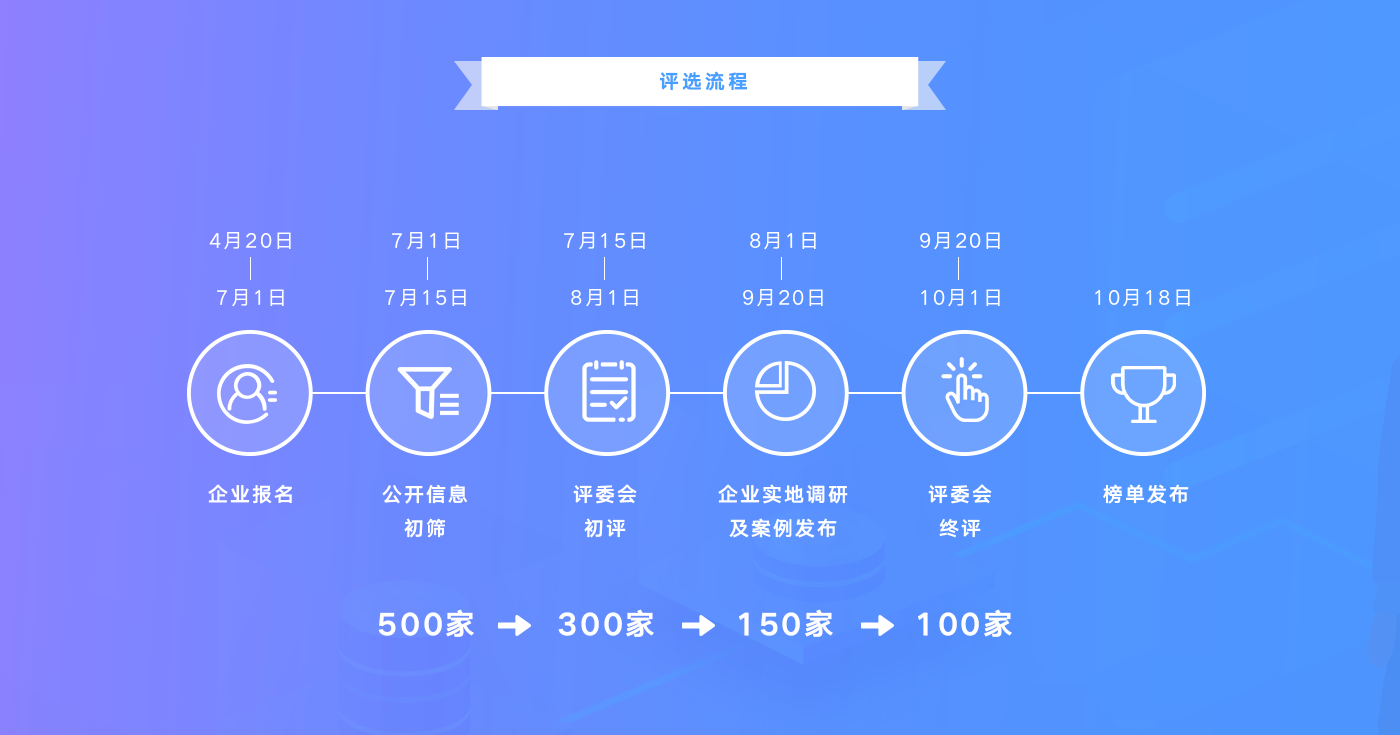 评选流程
4月20日
7月1日
7月1日
7月15日
7月15日
8月1日
8月1日
9月20日
9月20日
10月1日
10月18日
企业报名
公开信息
初筛
评委会
初评
企业实地调研
及案例发布
评委会
终评
榜单发布
500家
300家
150家
100家